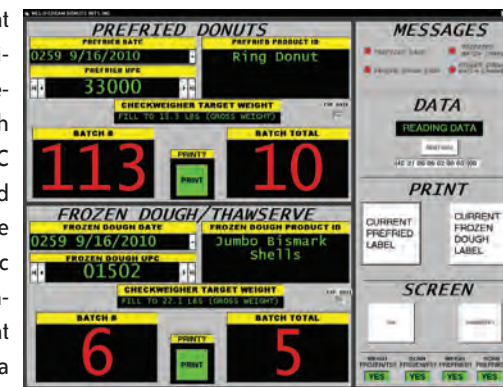 PREFRIED DONUTS
PREFRIED DATE
0259 9/16/2010
PREFRIED PRODUCT ID
Ring Donut
PREFRIED UPC
33000
CHECKWEIGHER TARGET WEIGHT
FILL TO 15.5 LBS (GROSS WEIGHT)
BATCH #
113
PRINT?
PRINT
BATCH TOTAL
10
FROZEN DOUGH/THAWSERVE
FROZEN DOUGH DATE
0259 9/16/2010
FROZEN DOUGH PRODUCT ID
Jumbo Bismark
Shells
FROZEN DOUGH UPC
01502
CHECKWEIGHER TARGET WEIGHT
FILL TO 22.1 LBS (GROSS WEIGHT)
BATCH #
6
PRINT?
PRINT
BATCH TOTAL
5
MESSAGES
DATA
READING DATA
PRINT
CURRENT
PREFRIED
LABEL
CURRENT
FROZEN
DOUGH
LABEL
SCREEN
YES
YES
YES
YES